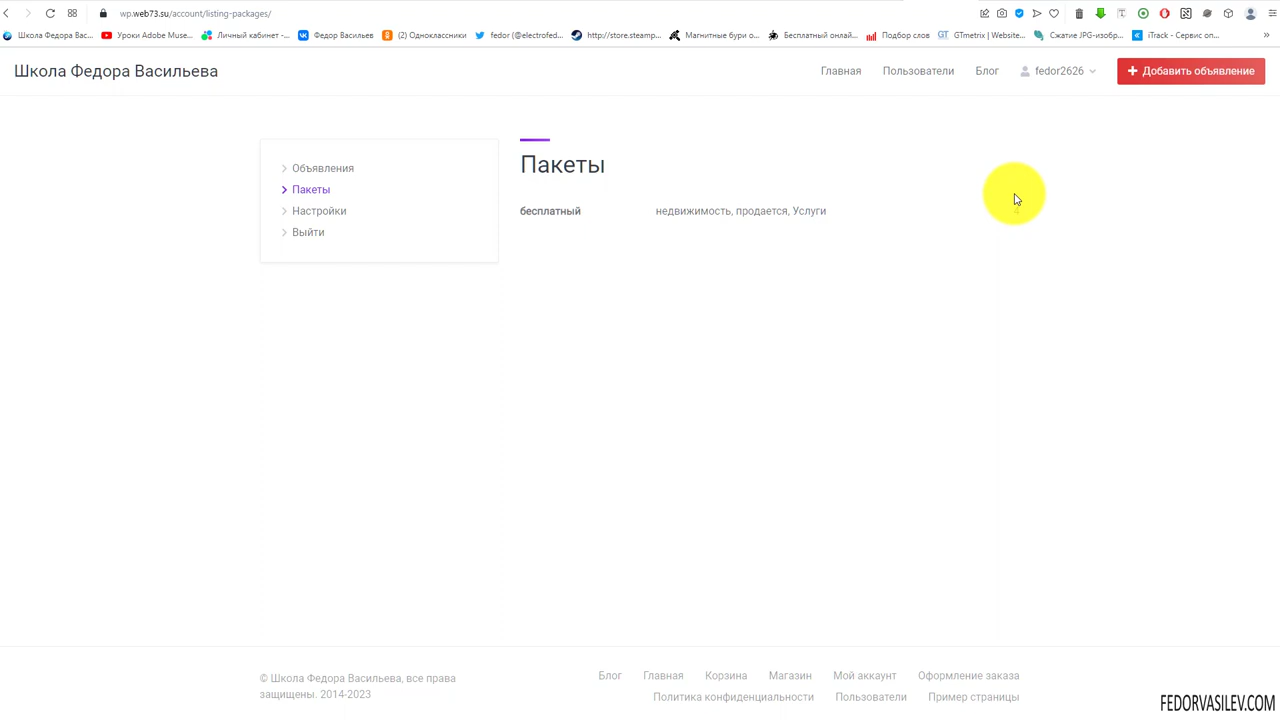 wp.web73.su/account/listing-packages/
Школа Федора Вас... Уроки Adobe Muse... Личный кабинет -... Федор Васильев (2) Одноклассники fedor (@electrofed... http://store.steamp... Магнитные бури о... Бесплатный онлай... Подбор слов GT GTmetrix | Website... Сжатие JPG-изобр... iTrack - Сервис оп... »
Школа Федора Васильева
Главная Пользователи Блог fedor2626 + Добавить объявление
Объявления
Пакеты
Настройки
Выйти
Пакеты
бесплатный недвижимость, продается, Услуги 4
© Школа Федора Васильева, все права
защищены. 2014-2023
Блог Главная Корзина Магазин Мой аккаунт Оформление заказа
Политика конфиденциальности Пользователи Пример страницы
FEDORVASILEV.COM